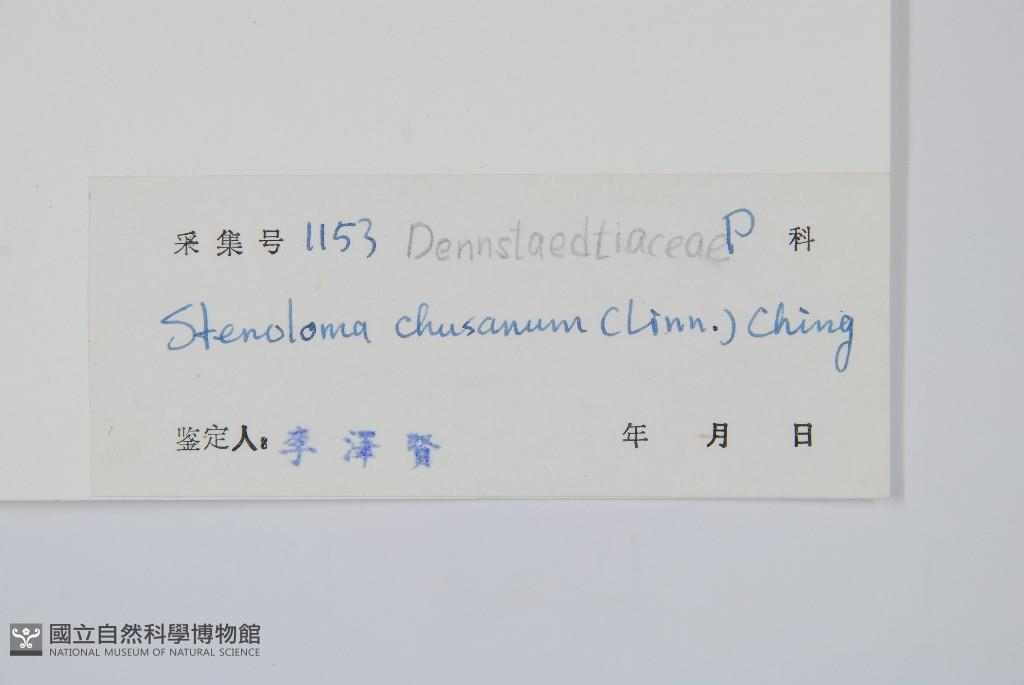 采集号 1153 Dennstaedtiaceae P 科
Stenoloma chusanum (Linn.) Ching
鉴定人: 李澤賢 年 月 日
國立自然科學博物館
NATIONAL MUSEUM OF NATURAL SCIENCE